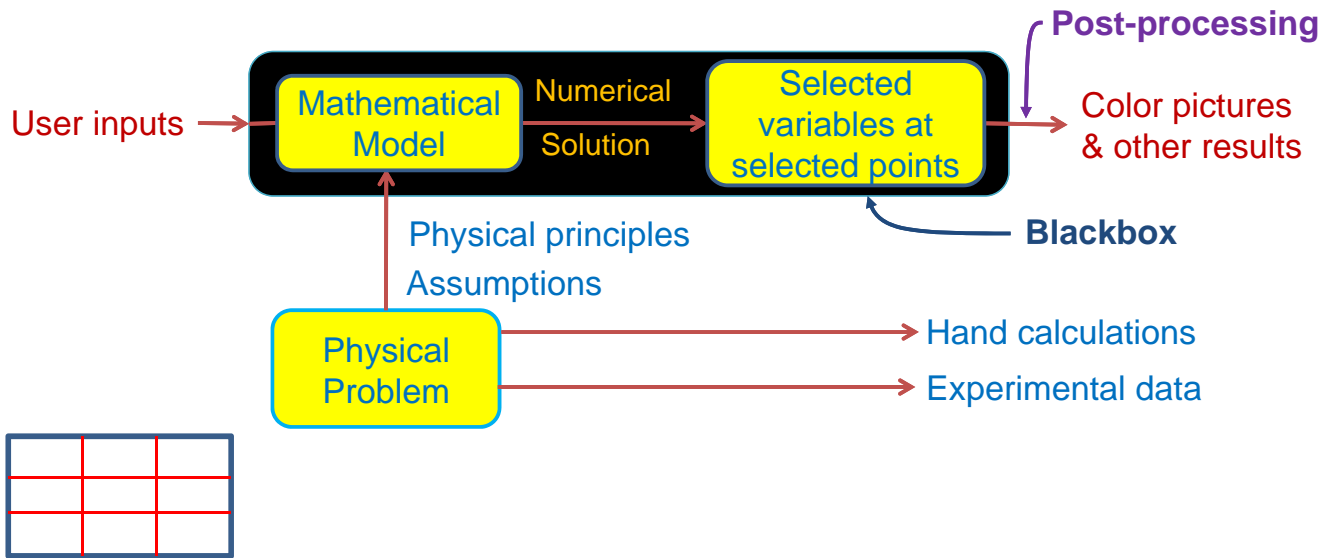 Post-processing
User inputs
Mathematical
Model
Numerical
Solution
Selected
variables at
selected points
Color pictures
& other results
Blackbox
Physical principles
Assumptions
Physical
Problem
Hand calculations
Experimental data